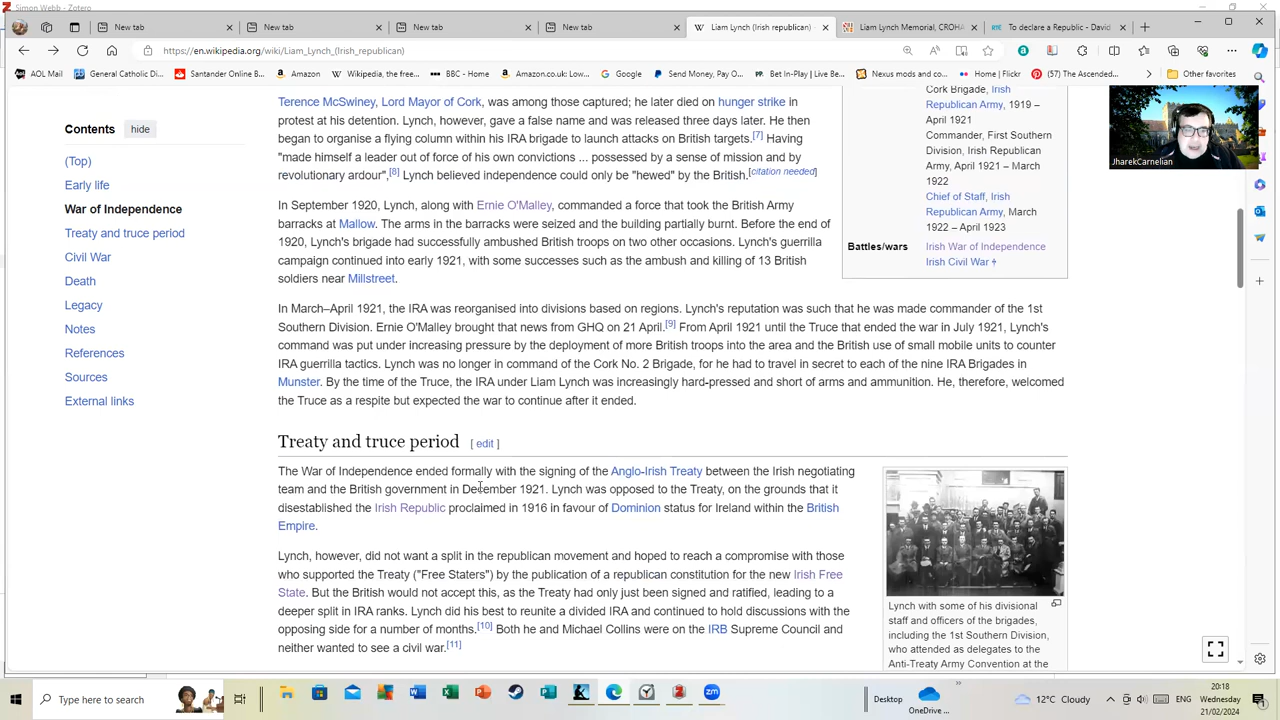 Simon Webb - Zotero
New tab
New tab
New tab
New tab
Liam Lynch (Irish republican)
Liam Lynch Memorial, CROHA
To declare a Republic - David
https://en.wikipedia.org/wiki/Liam_Lynch_(Irish_republican)
AOL Mail
General Catholic Di...
Santander Online B...
Amazon
Wikipedia, the free...
BBC - Home
Amazon.co.uk: Low...
Google
Send Money, Pay O...
Bet In-Play | Live Be...
Nexus mods and co...
Home | Flickr
(57) The Ascended...
Other favorites
Contents hide
(Top)
Early life
War of Independence
Treaty and truce period
Civil War
Death
Legacy
Notes
References
Sources
External links
Terence McSwiney, Lord Mayor of Cork, was among those captured; he later died on hunger strike in
protest at his detention. Lynch, however, gave a false name and was released three days later. He then
began to organise a flying column within his IRA brigade to launch attacks on British targets.[7] Having
"made himself a leader out of force of his own convictions ... possessed by a sense of mission and by
revolutionary ardour",[8] Lynch believed independence could only be "hewed" by the British.[citation needed]
In September 1920, Lynch, along with Ernie O'Malley, commanded a force that took the British Army
barracks at Mallow. The arms in the barracks were seized and the building partially burnt. Before the end of
1920, Lynch's brigade had successfully ambushed British troops on two other occasions. Lynch's guerrilla
campaign continued into early 1921, with some successes such as the ambush and killing of 13 British
soldiers near Millstreet.
In March–April 1921, the IRA was reorganised into divisions based on regions. Lynch's reputation was such that he was made commander of the 1st
Southern Division. Ernie O'Malley brought that news from GHQ on 21 April.[9] From April 1921 until the Truce that ended the war in July 1921, Lynch's
command was put under increasing pressure by the deployment of more British troops into the area and the British use of small mobile units to counter
IRA guerrilla tactics. Lynch was no longer in command of the Cork No. 2 Brigade, for he had to travel in secret to each of the nine IRA Brigades in
Munster. By the time of the Truce, the IRA under Liam Lynch was increasingly hard-pressed and short of arms and ammunition. He, therefore, welcomed
the Truce as a respite but expected the war to continue after it ended.
Treaty and truce period [ edit ]
The War of Independence ended formally with the signing of the Anglo-Irish Treaty between the Irish negotiating
team and the British government in December 1921. Lynch was opposed to the Treaty, on the grounds that it
disestablished the Irish Republic proclaimed in 1916 in favour of Dominion status for Ireland within the British
Empire.
Lynch, however, did not want a split in the republican movement and hoped to reach a compromise with those
who supported the Treaty ("Free Staters") by the publication of a republican constitution for the new Irish Free
State. But the British would not accept this, as the Treaty had only just been signed and ratified, leading to a
deeper split in IRA ranks. Lynch did his best to reunite a divided IRA and continued to hold discussions with the
opposing side for a number of months.[10] Both he and Michael Collins were on the IRB Supreme Council and
neither wanted to see a civil war.[11]
Cork Brigade, Irish
Republican Army, 1919 –
April 1921
Commander, First Southern
Division, Irish Republican
Army, April 1921 – March
1922
Chief of Staff, Irish
Republican Army, March
1922 – April 1923
Battles/wars Irish War of Independence
Irish Civil War †
Lynch with some of his divisional
staff and officers of the brigades,
including the 1st Southern Division,
who attended as delegates to the
Anti-Treaty Army Convention at the
JharekCarnelian
Type here to search
Desktop
OneDrive ...
12°C Cloudy
ENG
20:18
Wednesday
21/02/2024